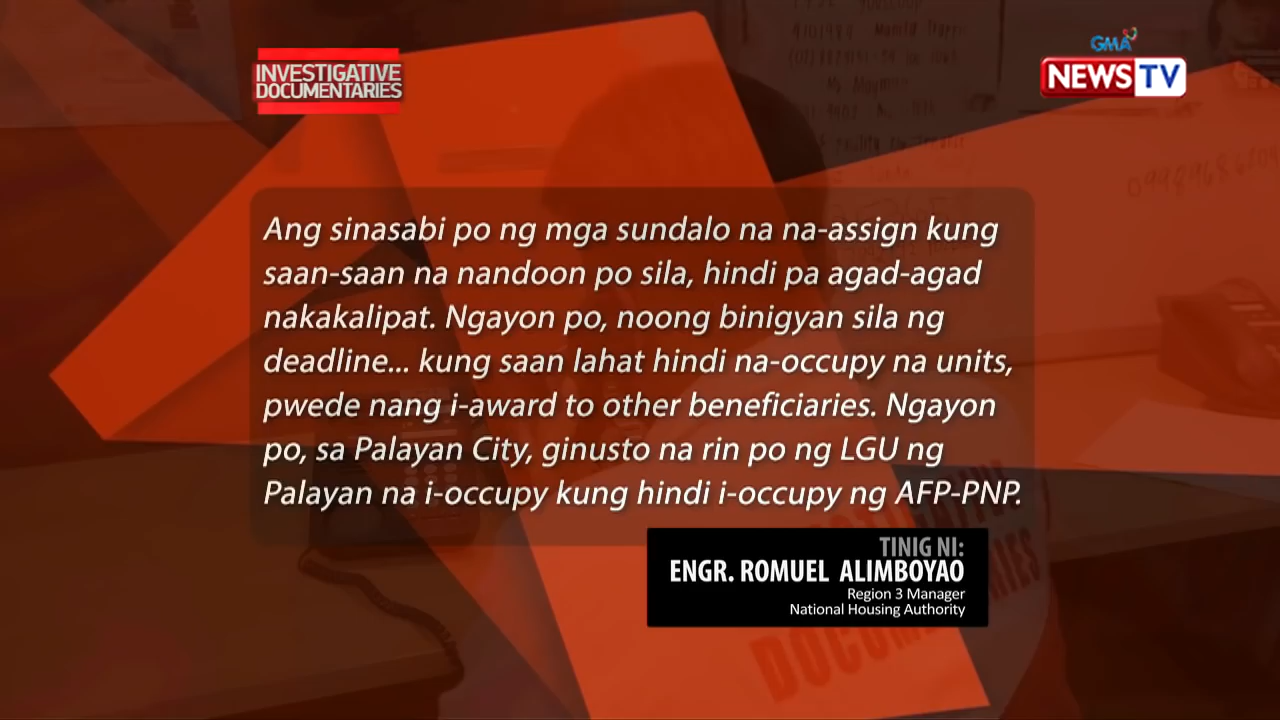 INVESTIGATIVE
DOCUMENTARIES
GMA
NEWS TV
Ang sinasabi po ng mga sundalo na na-assign kung
saan-saan na nandoon po sila, hindi pa agad-agad
nakakalipat. Ngayon po, noong binigyan sila ng
deadline... kung saan lahat hindi na-occupy na units,
pwede nang i-award to other beneficiaries. Ngayon
po, sa Palayan City, ginusto na rin po ng LGU ng
Palayan na i-occupy kung hindi i-occupy ng AFP-PNP.
TINIG NI:
ENGR. ROMUEL ALIMBOYAO
Region 3 Manager
National Housing Authority